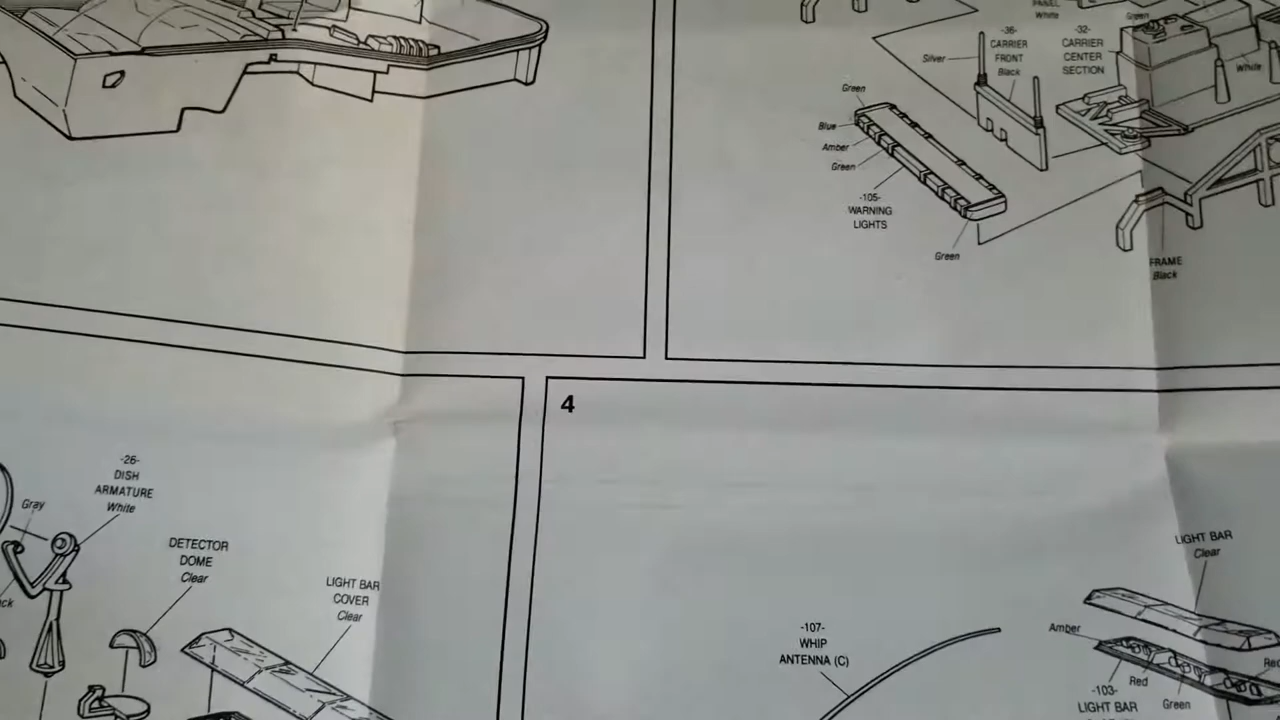 PANEL
White
Green
-36-
CARRIER
FRONT
Black
-32-
CARRIER
CENTER
SECTION
Silver
White
Green
Blue
Amber
Green
-105-
WARNING
LIGHTS
Green
FRAME
Black
4
-26-
DISH
ARMATURE
White
Gray
DETECTOR
DOME
Clear
LIGHT BAR
COVER
Clear
-107-
WHIP
ANTENNA (C)
LIGHT BAR
Clear
Amber
Red
Red
Green
-103-
LIGHT BAR